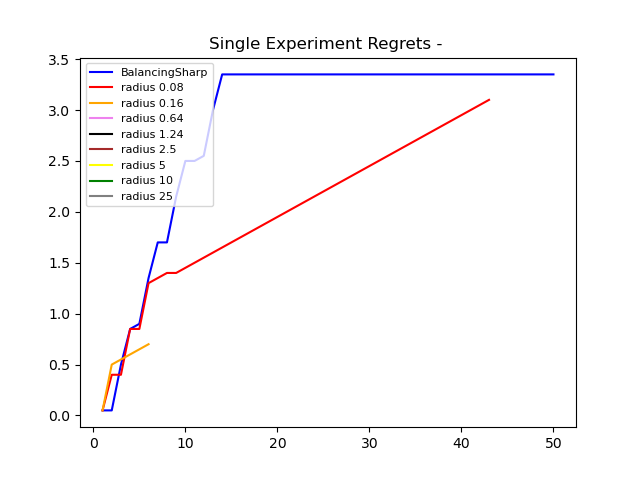 Single Experiment Regrets -
3.5
3.0
2.5
2.0
1.5
1.0
0.5
0.0
BalancingSharp
radius 0.08
radius 0.16
radius 0.64
radius 1.24
radius 2.5
radius 5
radius 10
radius 25
0 10 20 30 40 50